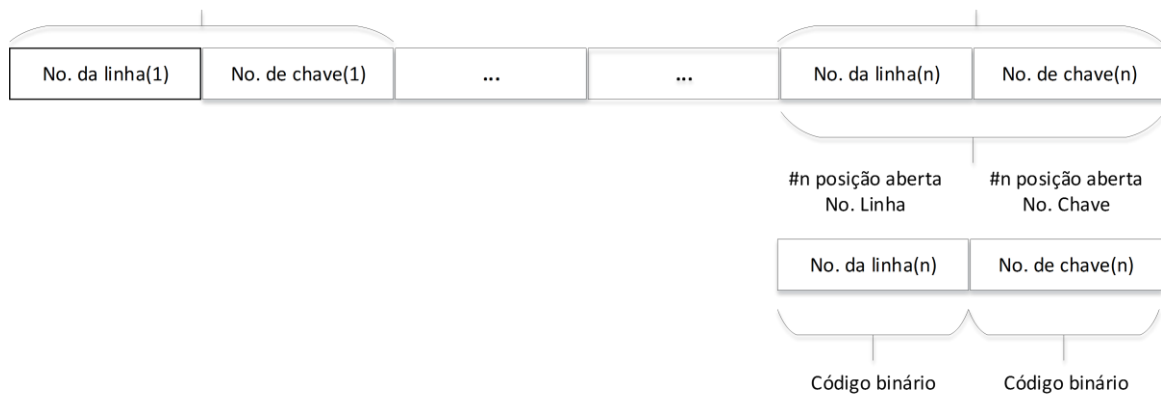 No. da linha(1) No. de chave(1) ... ... No. da linha(n) No. de chave(n)
#n posição aberta #n posição aberta
No. Linha No. Chave
No. da linha(n) No. de chave(n)
Código binário Código binário